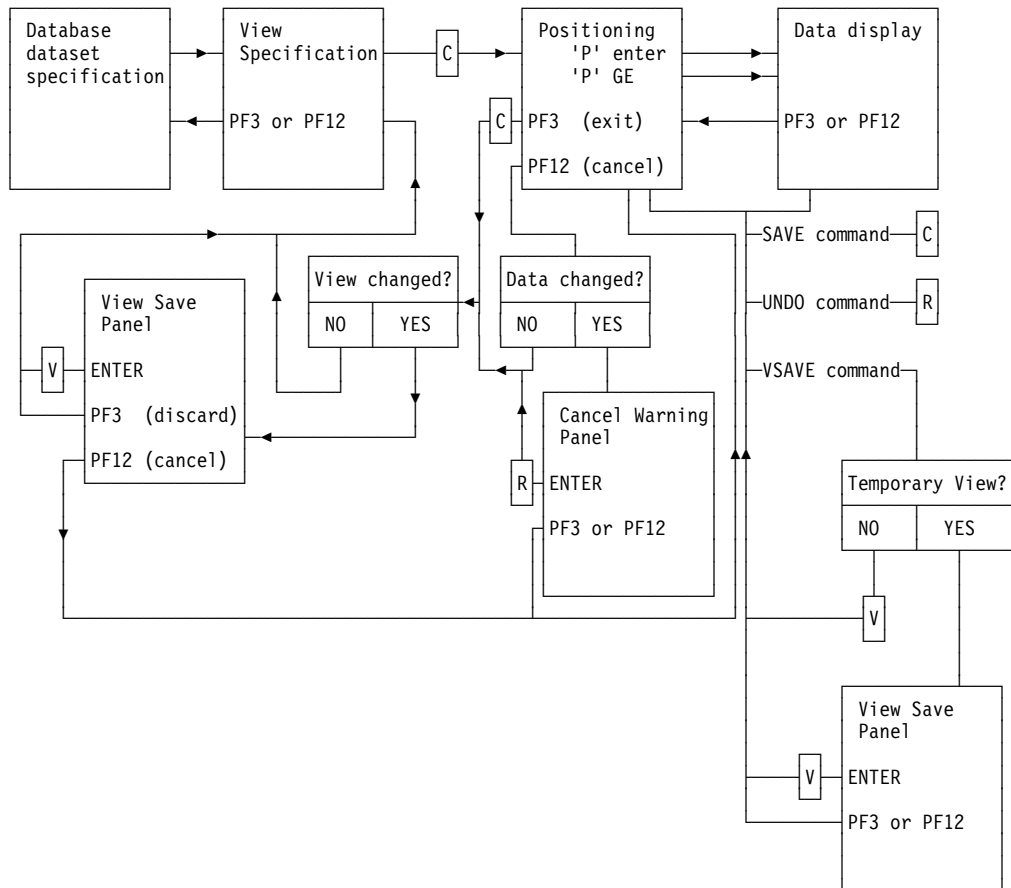 Database
dataset
specification
View
Specification
PF3 or PF12
C
Positioning
'P' enter
'P' GE
C
PF3 (exit)
PF12 (cancel)
Data display
PF3 or PF12
SAVE command
C
UNDO command
R
VSAVE command
View changed?
NO
YES
Data changed?
NO
YES
View Save
Panel
V
ENTER
PF3 (discard)
PF12 (cancel)
Cancel Warning
Panel
R
ENTER
PF3 or PF12
Temporary View?
NO
YES
V
View Save
Panel
V
ENTER
PF3 or PF12